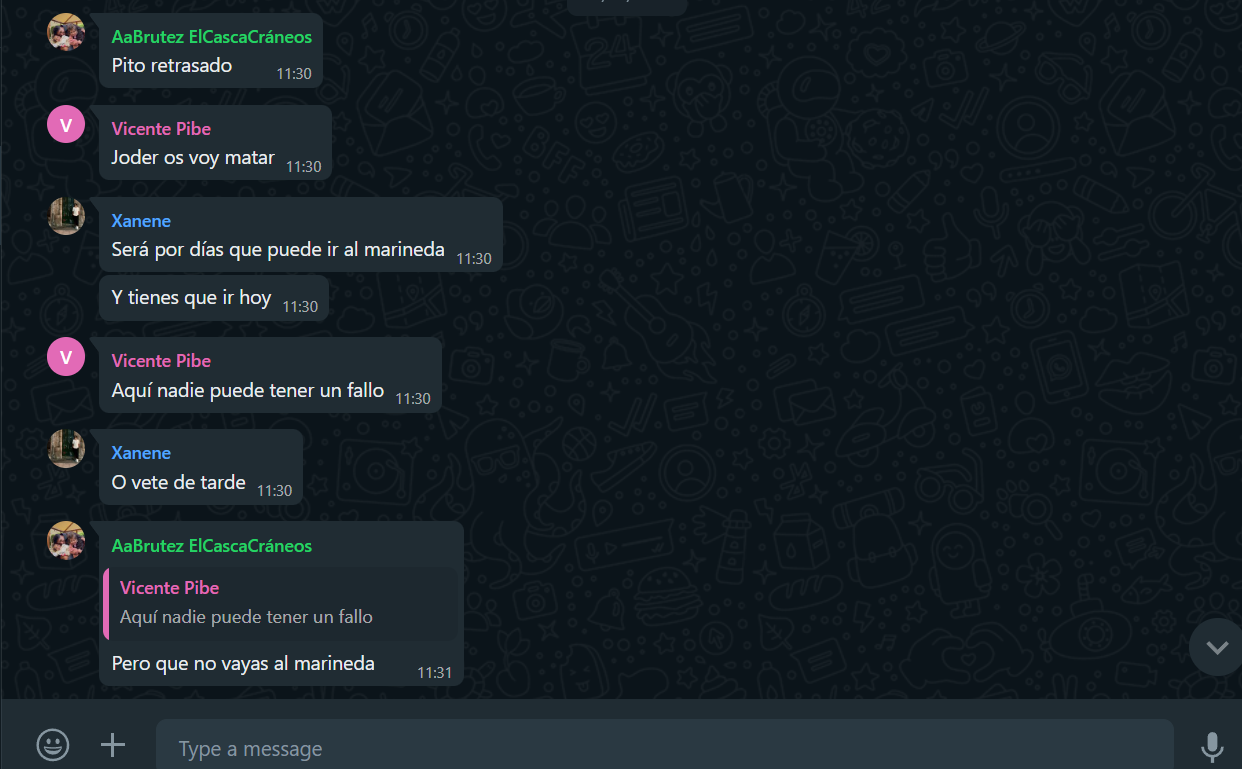 AaBrutez ElCascaCráneos
Pito retrasado 11:30
V
Vicente Pibe
Joder os voy matar 11:30
Xanene
Será por días que puede ir al marineda 11:30
Y tienes que ir hoy 11:30
V
Vicente Pibe
Aquí nadie puede tener un fallo 11:30
Xanene
O vete de tarde 11:30
AaBrutez ElCascaCráneos
Vicente Pibe
Aquí nadie puede tener un fallo
Pero que no vayas al marineda 11:31
Type a message